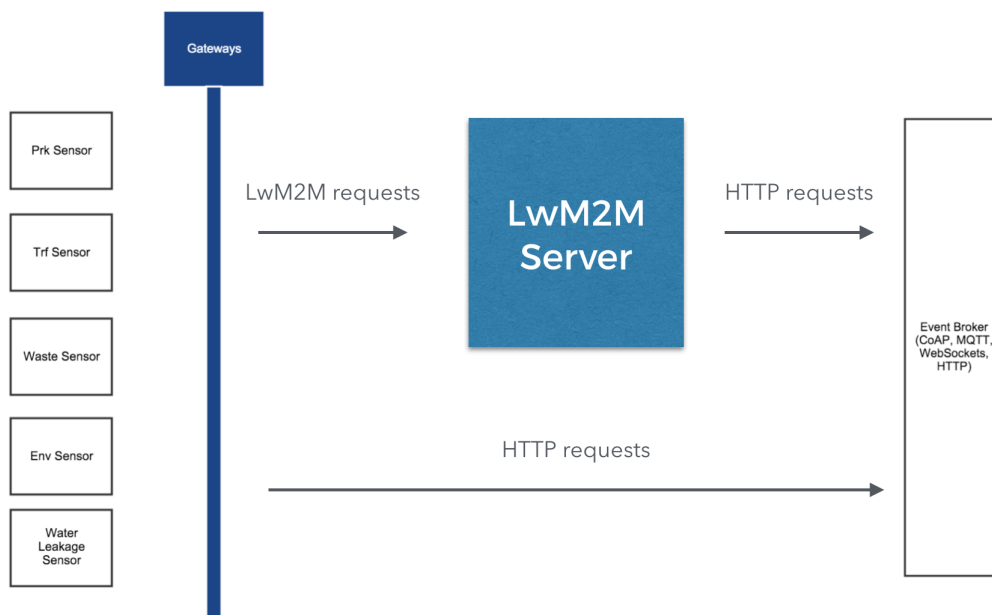 Gateways
Prk Sensor
LwM2M requests
LwM2M
Server
HTTP requests
Trf Sensor
Waste Sensor
Event Broker
(CoAP, MQTT,
WebSockets,
HTTP)
Env Sensor
HTTP requests
Water
Leakage
Sensor